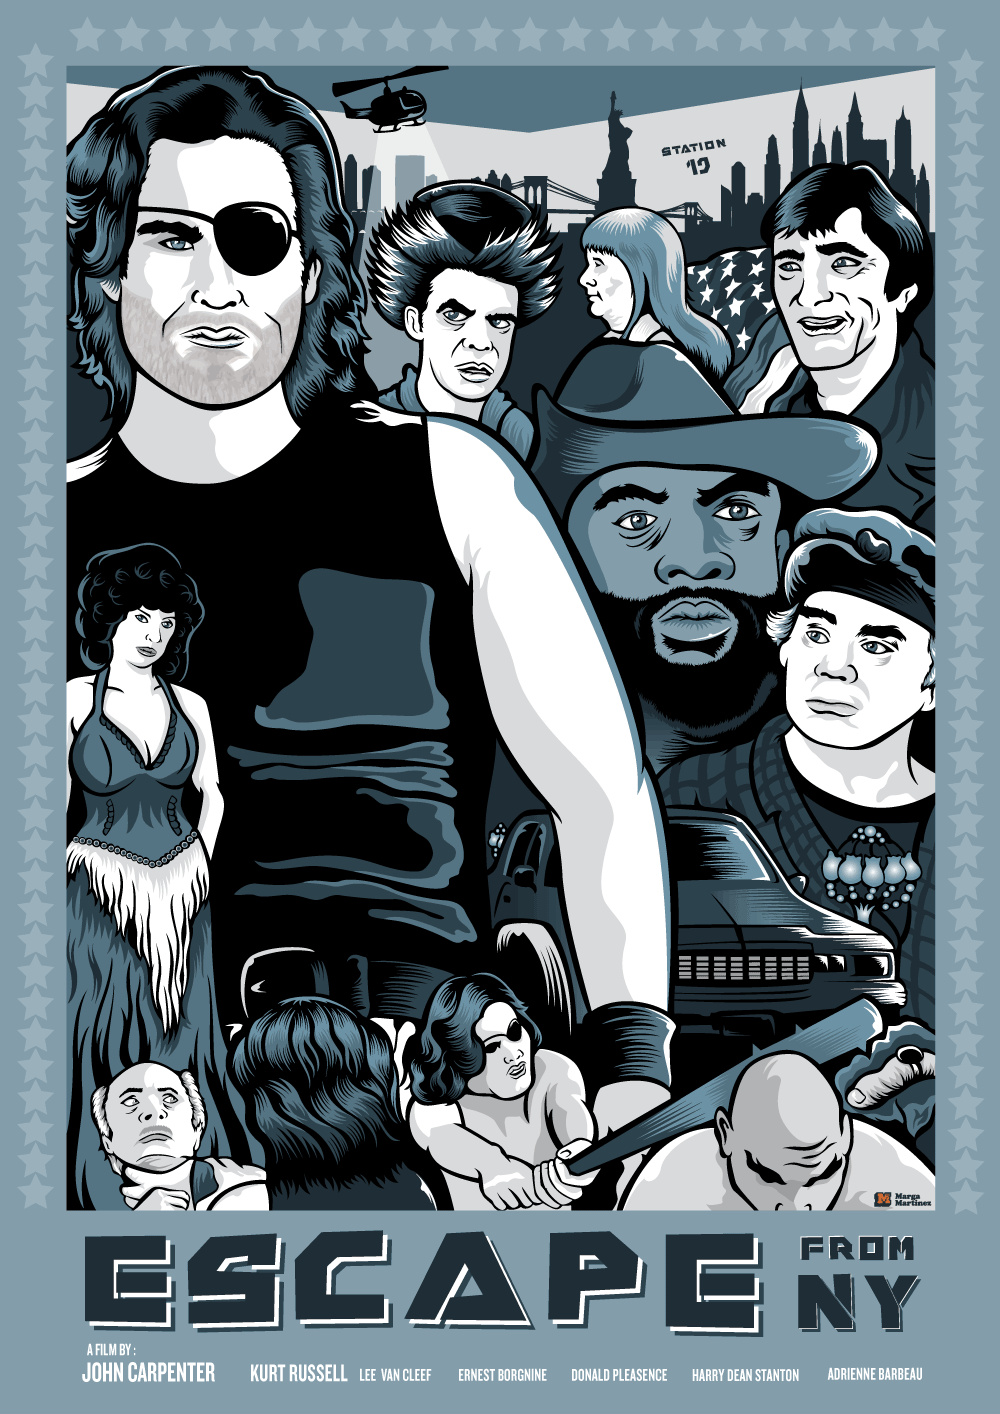 STATION
19
Marga
Martinez
ESCAPE
FROM
NY
A FILM BY :
JOHN CARPENTER
KURT RUSSELL
LEE VAN CLEEF
ERNEST BORGNINE
DONALD PLEASENCE
HARRY DEAN STANTON
ADRIENNE BARBEAU